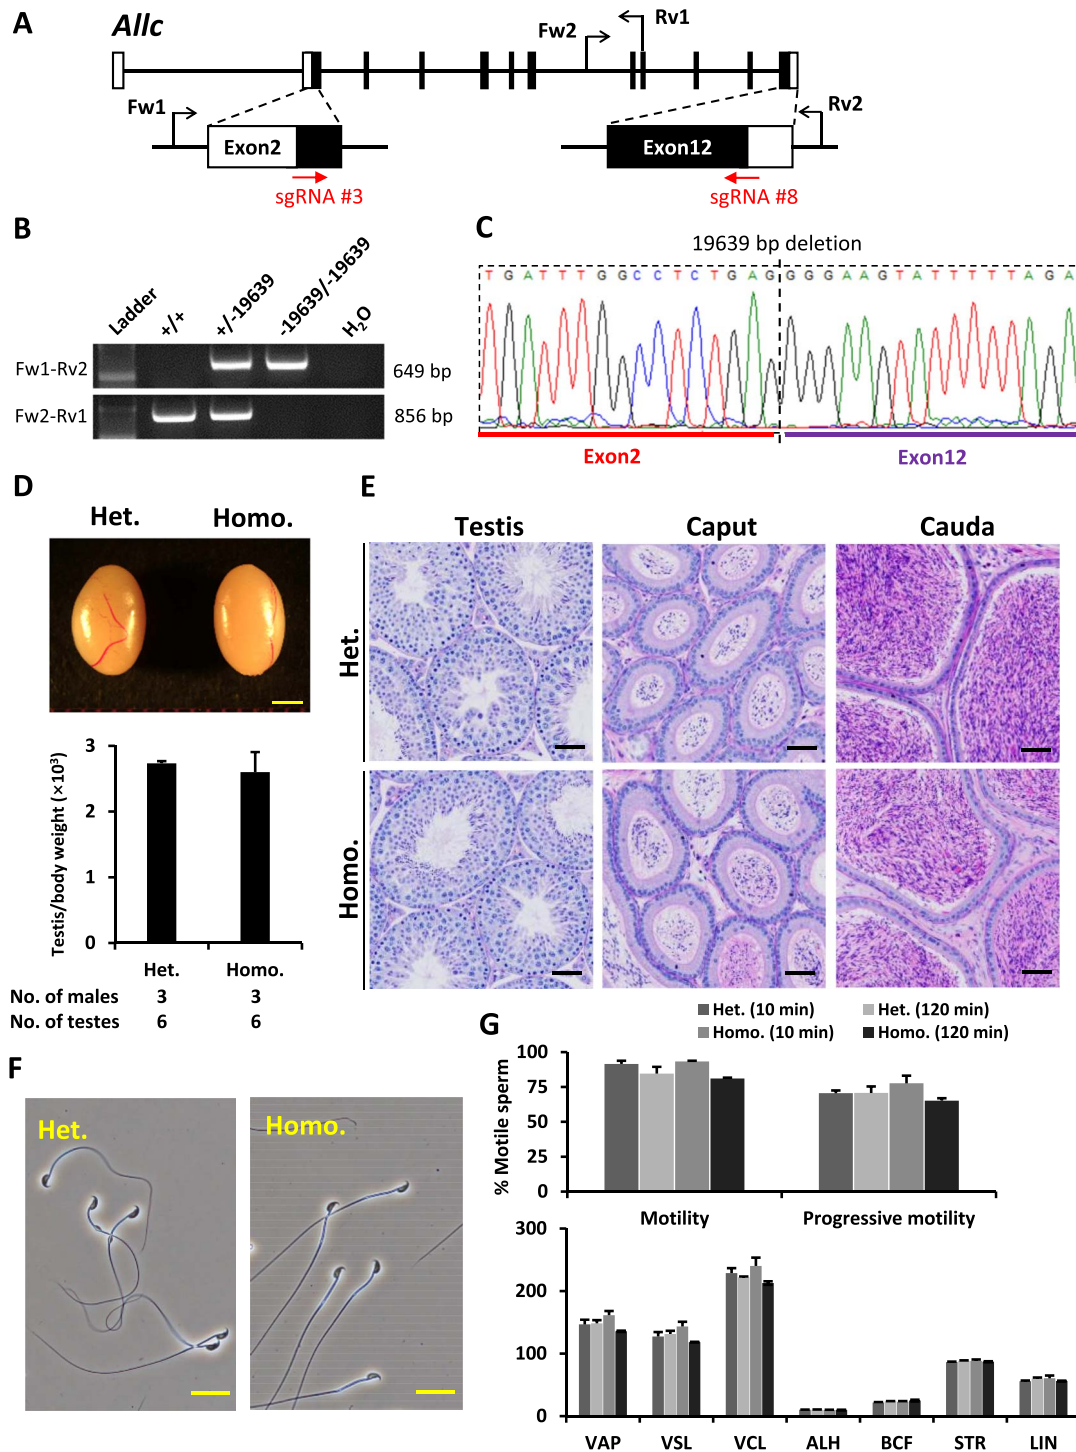 A
Allc
Fw2
Rv1
Fw1
Rv2
Exon2
Exon12
sgRNA #3
sgRNA #8
B
Ladder
+/+
+/-19639
-19639/-19639
H2O
Fw1-Rv2
649 bp
Fw2-Rv1
856 bp
C
19639 bp deletion
TGATTTGGCCTCTGAGGGGAAGTATTTTTAGA
Exon2
Exon12
D
Het.
Homo.
3
2
1
0
Testis/body weight (×10³)
Het.
Homo.
No. of males
3
3
No. of testes
6
6
E
Testis
Caput
Cauda
Het.
Homo.
F
Het.
Homo.
G
Het. (10 min)
Het. (120 min)
Homo. (10 min)
Homo. (120 min)
100
75
50
25
0
% Motile sperm
Motility
Progressive motility
300
200
100
0
VAP
VSL
VCL
ALH
BCF
STR
LIN